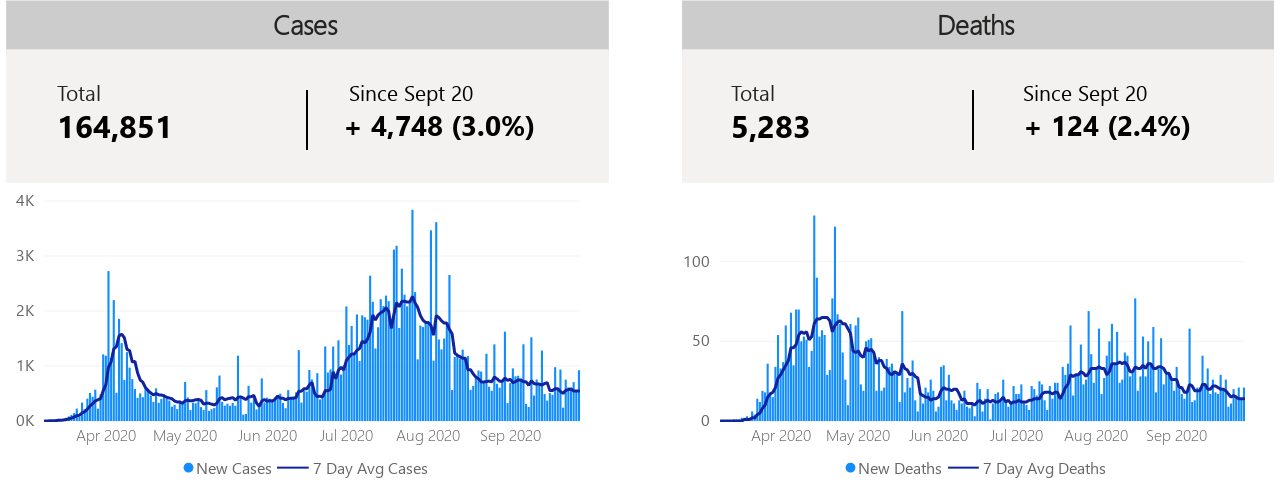 Cases
Total
Since Sept 20
164,851
+ 4,748 (3.0%)
4K
3K
2K
1K
0K
Apr 2020 May 2020 Jun 2020 Jul 2020 Aug 2020 Sep 2020
New Cases 7 Day Avg Cases
Deaths
Total
Since Sept 20
5,283
+ 124 (2.4%)
100
50
0
Apr 2020 May 2020 Jun 2020 Jul 2020 Aug 2020 Sep 2020
New Deaths 7 Day Avg Deaths